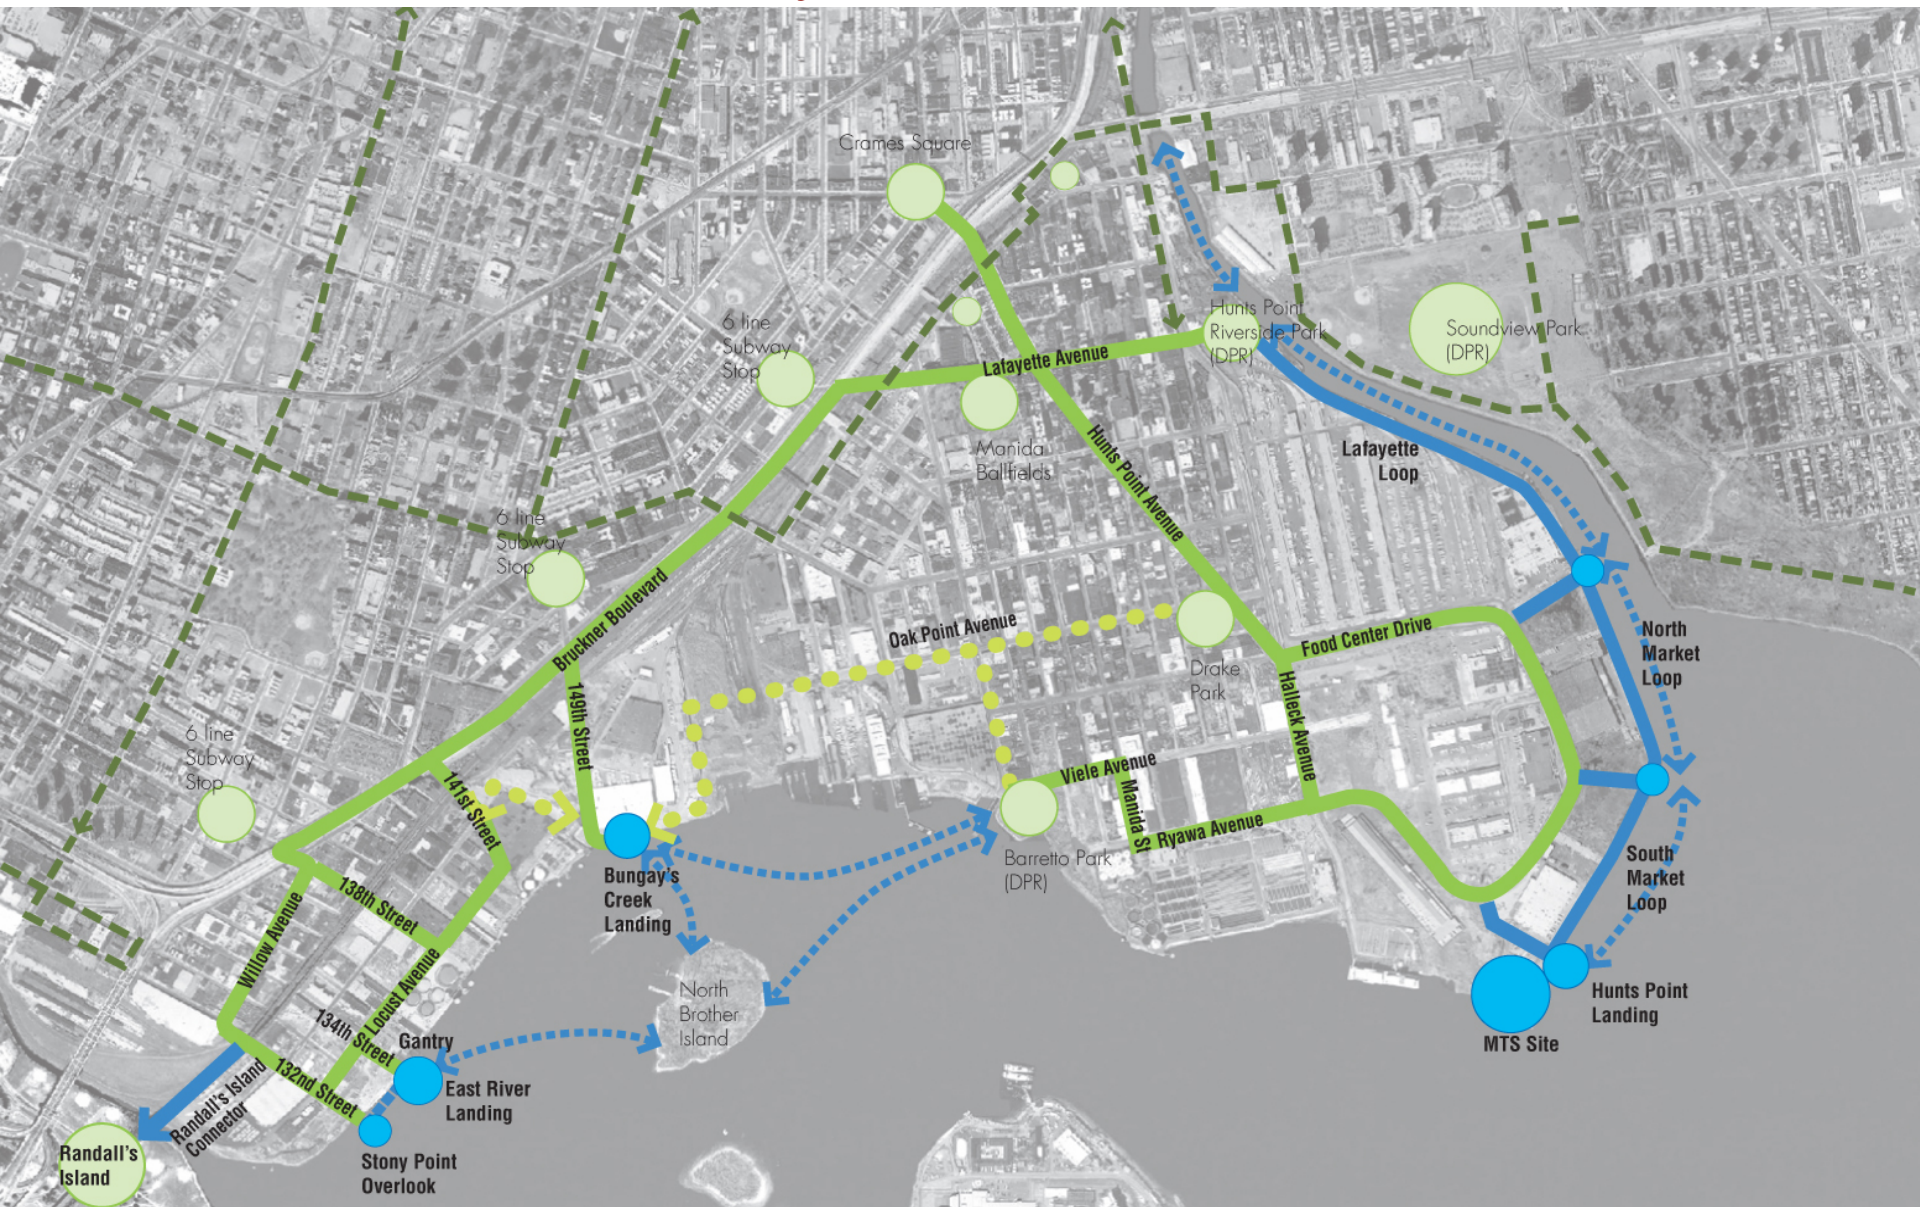 Crames Square
6 line
Subway
Stop
Hunts Point
Riverside Park
(DPR)
Soundview Park
(DPR)
Lafayette Avenue
Manida
Ballfields
Hunts Point Avenue
Lafayette
Loop
6 line
Subway
Stop
Bruckner Boulevard
Oak Point Avenue
Drake
Park
Food Center Drive
North
Market
Loop
149th Street
Halleck Avenue
6 line
Subway
Stop
141st Street
Viele Avenue
Manida St
Ryawa Avenue
Barretto Park
(DPR)
South
Market
Loop
Bungay's
Creek
Landing
138th Street
Willow Avenue
Locust Avenue
North
Brother
Island
Hunts Point
Landing
MTS Site
134th Street
Gantry
132nd Street
East River
Landing
Randall's Island
Connector
Randall's
Island
Stony Point
Overlook